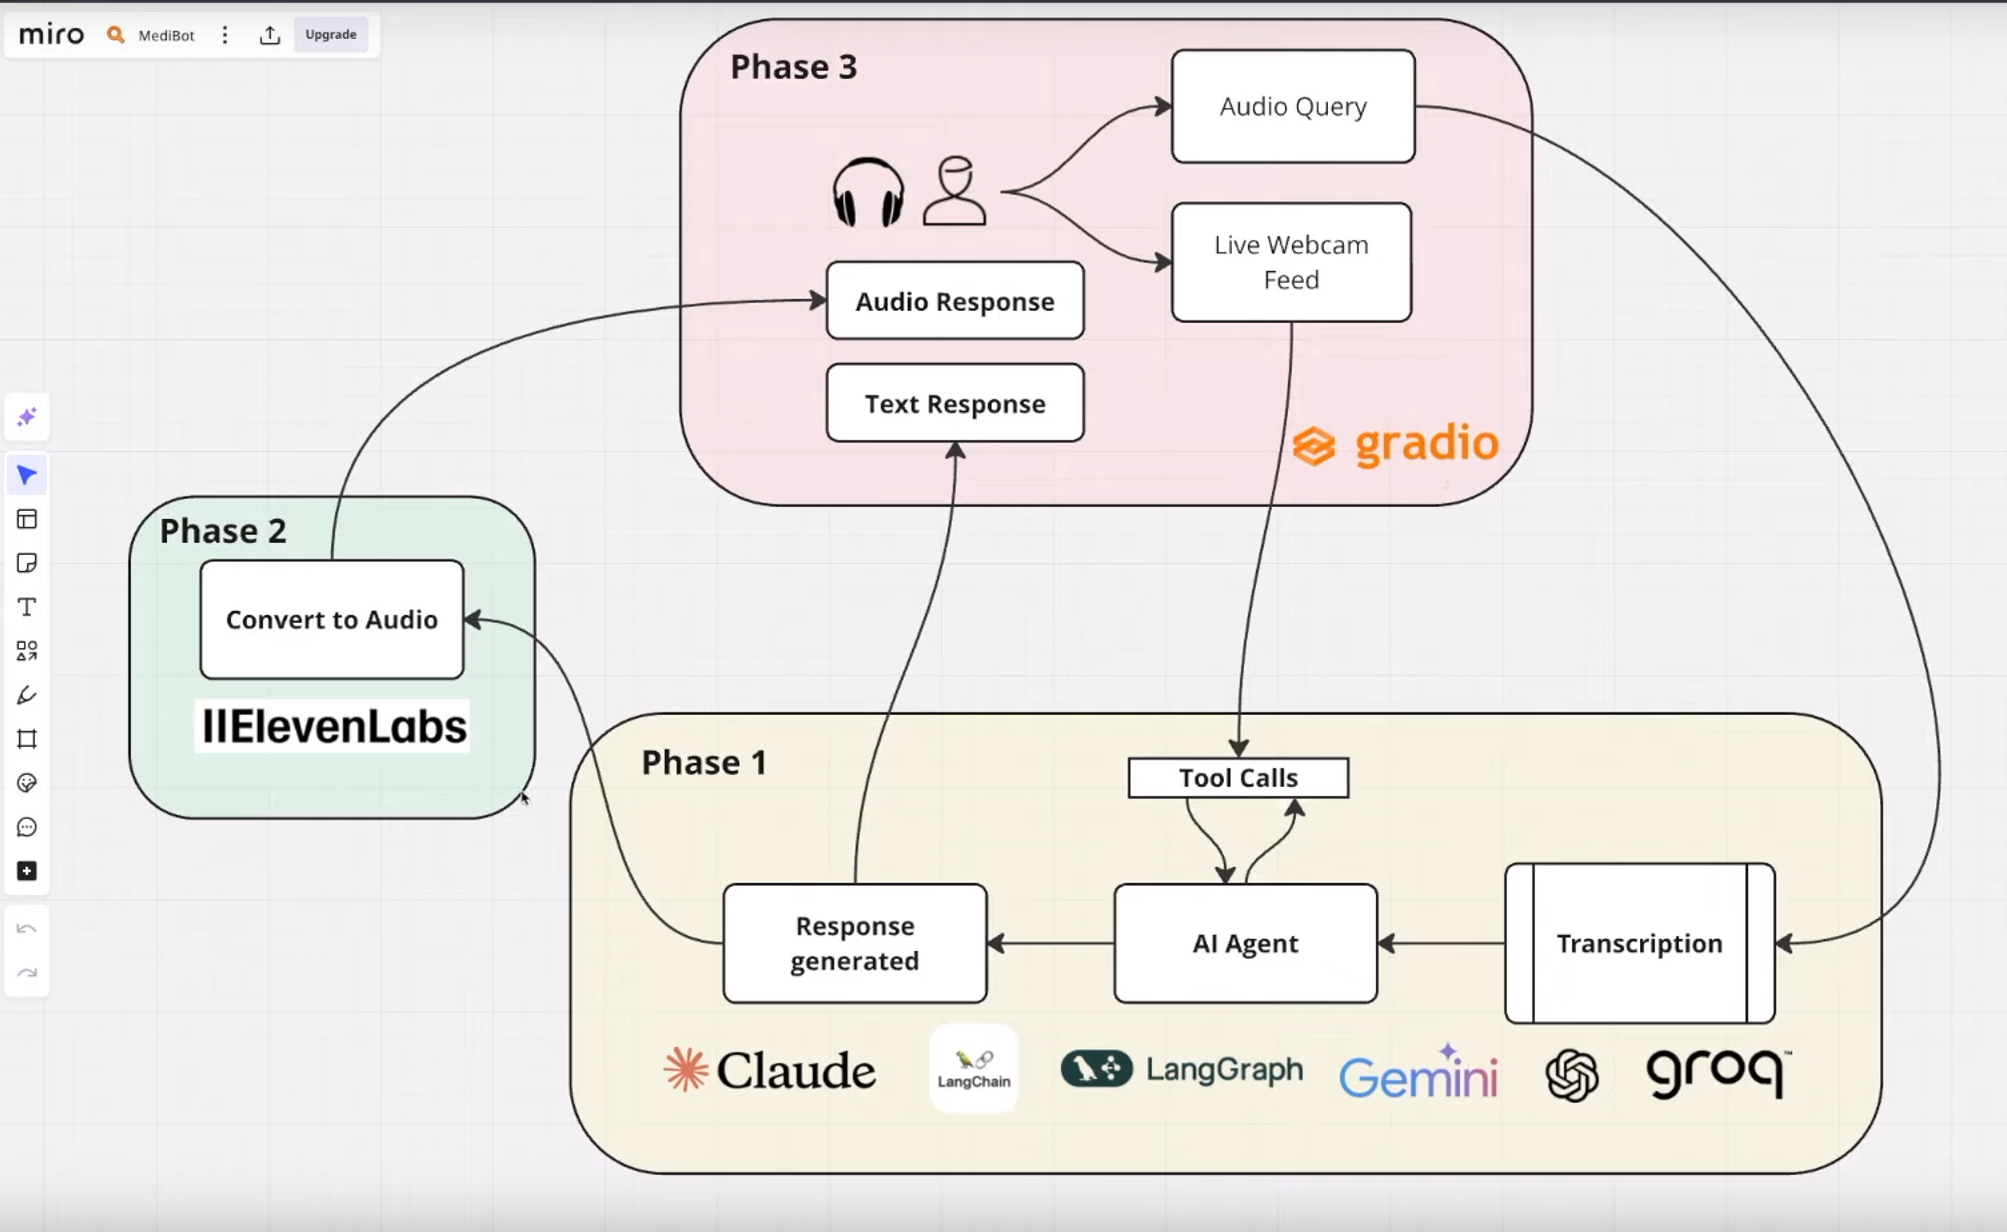 miro
MediBot
Upgrade
Phase 3
Audio Query
Live Webcam
Feed
Audio Response
Text Response
gradio
Phase 2
Convert to Audio
IIElevenLabs
Phase 1
Tool Calls
Response
generated
AI Agent
Transcription
Claude
LangChain
LangGraph
Gemini
groq™